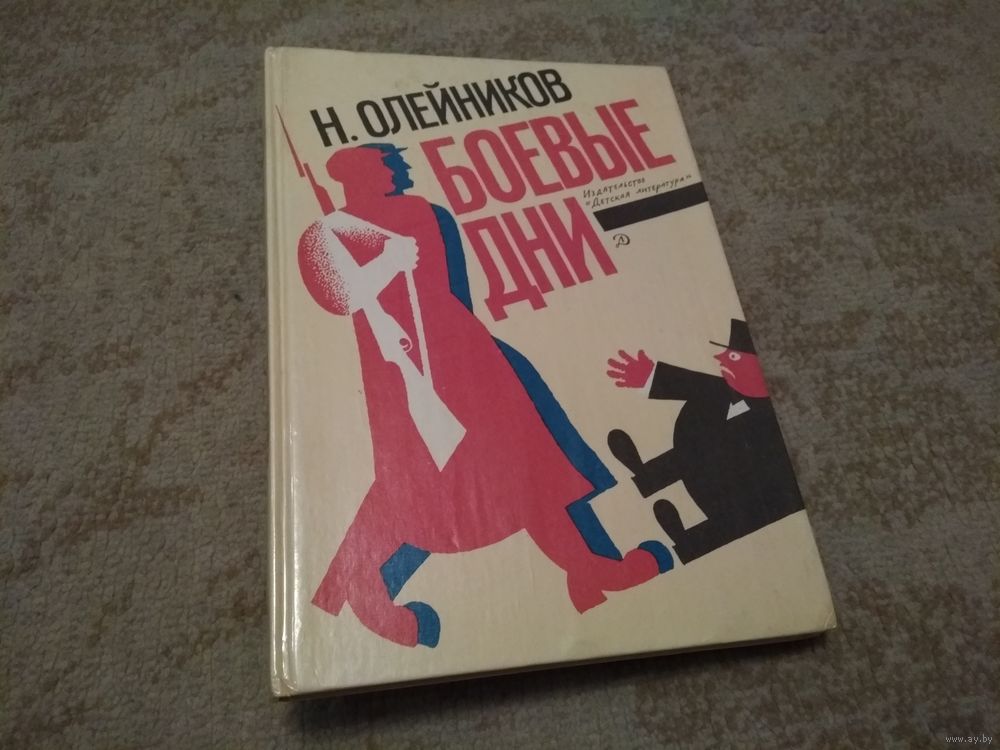 Н. ОЛЕЙНИКОВ
БОЕВЫЕ
ДНИ
Издательство
"Детская литература"
www.ay.by